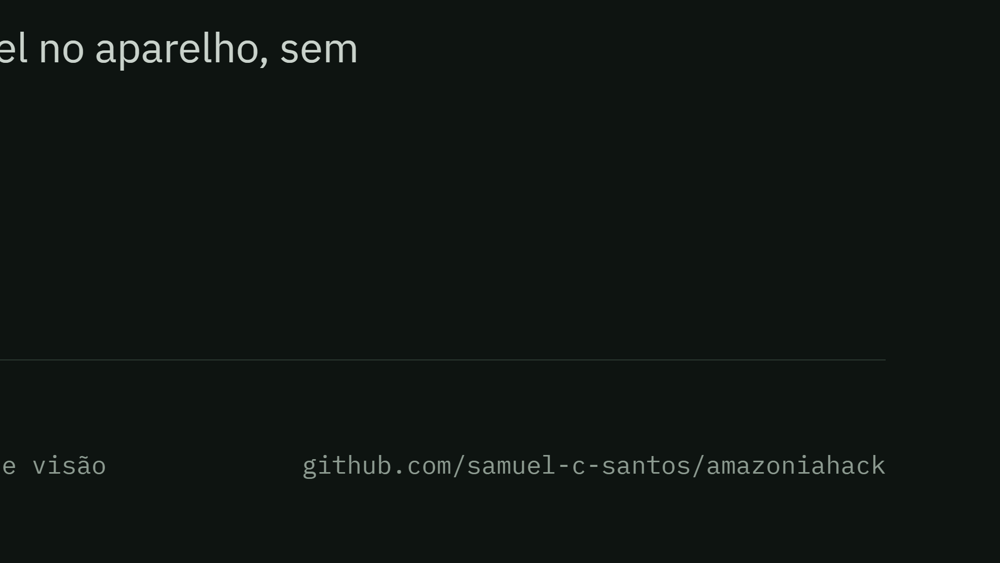 el no aparelho, sem
e visão
github.com/samuel-c-santos/amazoniahack